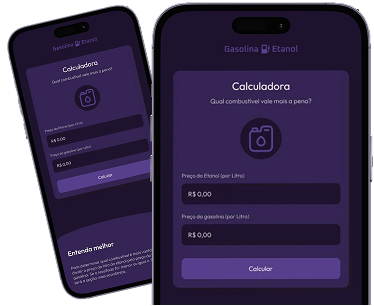 Gasolina Etanol
Calculadora
Qual combustível vale mais a pena?
Preço do Etanol (por Litro)
R$ 0,00
Preço da gasolina (por Litro)
R$ 0,00
Calcular
Entenda melhor
Gasolina Etanol
Calculadora
Qual combustível vale mais a pena?
Preço do Etanol (por Litro)
R$ 0,00
Preço da gasolina (por Litro)
R$ 0,00
Calcular